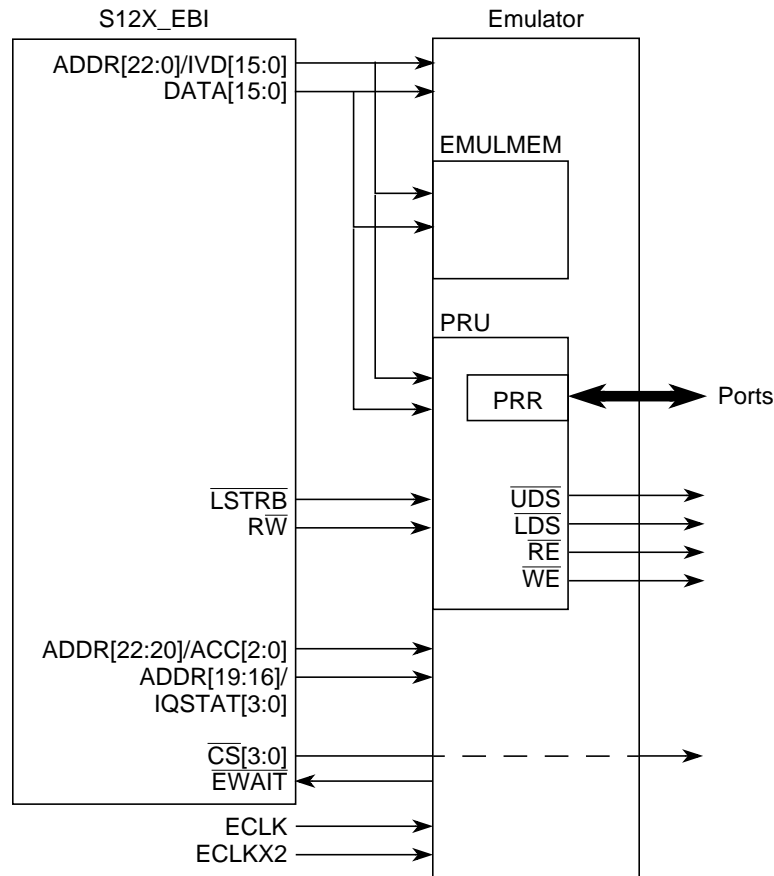 S12X_EBI
Emulator
ADDR[22:0]/IVD[15:0]
DATA[15:0]
EMULMEM
PRU
PRR
Ports
LSTRB
RW
UDS
LDS
RE
WE
ADDR[22:20]/ACC[2:0]
ADDR[19:16]/
IQSTAT[3:0]
CS[3:0]
EWAIT
ECLK
ECLKX2